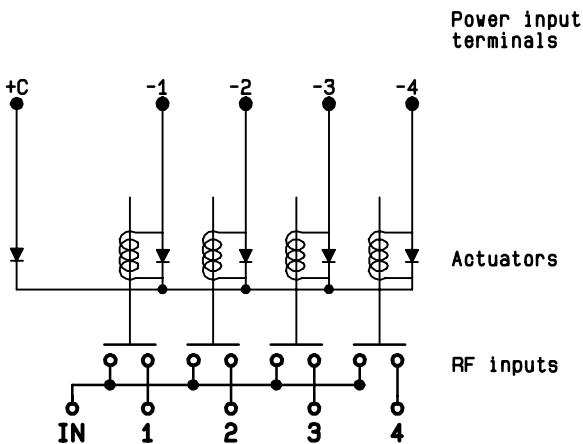 Power input
terminals
+C -1 -2 -3 -4
Actuators
RF inputs
IN 1 2 3 4